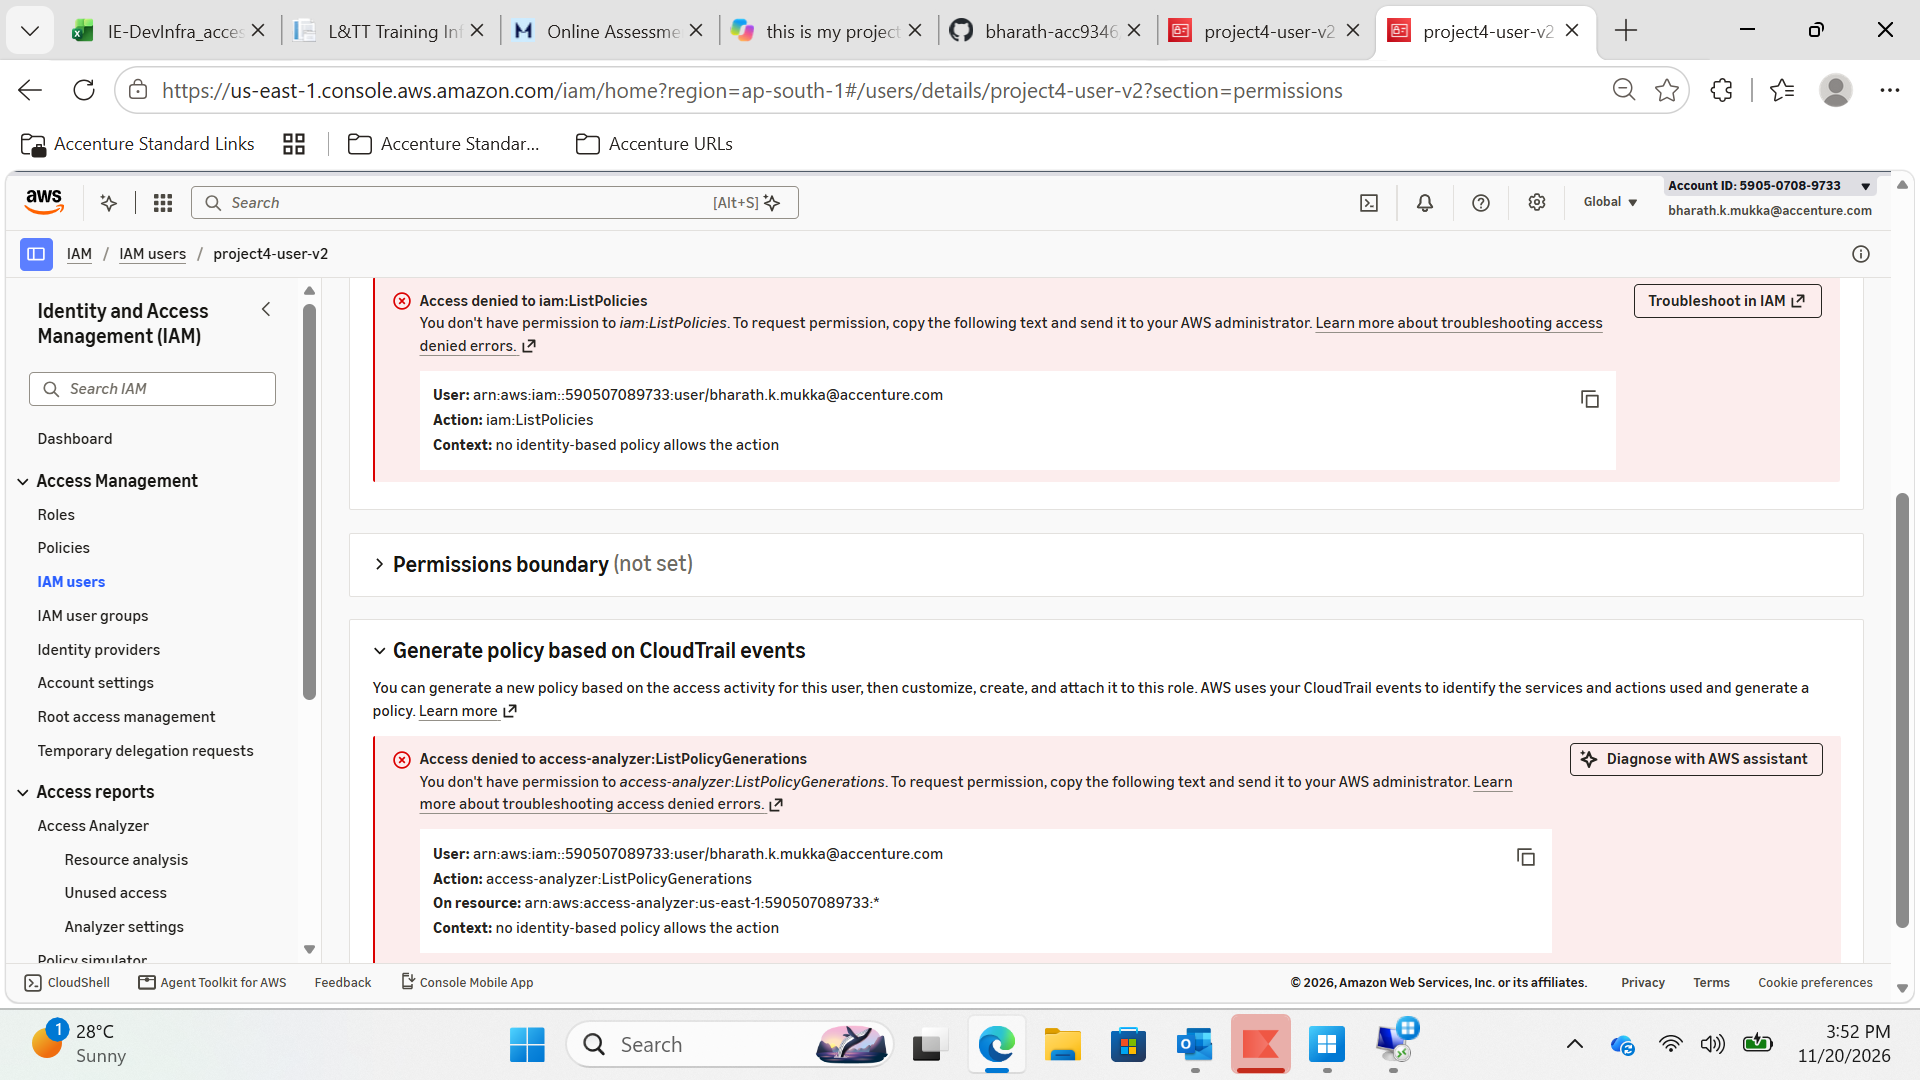 IE-DevInfra_acces
L&TT Training Inf
Online Assessme
this is my project
bharath-acc9346
project4-user-v2
project4-user-v2
https://us-east-1.console.aws.amazon.com/iam/home?region=ap-south-1#/users/details/project4-user-v2?section=permissions
Accenture Standard Links
Accenture Standar...
Accenture URLs
aws
Search
[Alt+S]
Global
Account ID: 5905-0708-9733
bharath.k.mukka@accenture.com
IAM / IAM users / project4-user-v2
Identity and Access
Management (IAM)
Search IAM
Dashboard
Access Management
Roles
Policies
IAM users
IAM user groups
Identity providers
Account settings
Root access management
Temporary delegation requests
Access reports
Access Analyzer
Resource analysis
Unused access
Analyzer settings
Policy simulator
Access denied to iam:ListPolicies
You don't have permission to iam:ListPolicies. To request permission, copy the following text and send it to your AWS administrator. Learn more about troubleshooting access
denied errors.
Troubleshoot in IAM
User: arn:aws:iam::590507089733:user/bharath.k.mukka@accenture.com
Action: iam:ListPolicies
Context: no identity-based policy allows the action
Permissions boundary (not set)
Generate policy based on CloudTrail events
You can generate a new policy based on the access activity for this user, then customize, create, and attach it to this role. AWS uses your CloudTrail events to identify the services and actions used and generate a
policy. Learn more
Access denied to access-analyzer:ListPolicyGenerations
You don't have permission to access-analyzer:ListPolicyGenerations. To request permission, copy the following text and send it to your AWS administrator. Learn
more about troubleshooting access denied errors.
Diagnose with AWS assistant
User: arn:aws:iam::590507089733:user/bharath.k.mukka@accenture.com
Action: access-analyzer:ListPolicyGenerations
On resource: arn:aws:access-analyzer:us-east-1:590507089733:*
Context: no identity-based policy allows the action
CloudShell
Agent Toolkit for AWS
Feedback
Console Mobile App
© 2026, Amazon Web Services, Inc. or its affiliates.
Privacy
Terms
Cookie preferences
1
28°C
Sunny
Search
3:52 PM
11/20/2026